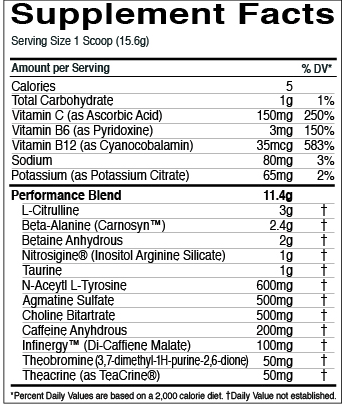 Supplement Facts
Serving Size 1 Scoop (15.6g)
Amount per Serving % DV*
Calories 5
Total Carbohydrate 1g 1%
Vitamin C (as Ascorbic Acid) 150mg 250%
Vitamin B6 (as Pyridoxine) 3mg 150%
Vitamin B12 (as Cyanocobalamin) 35mcg 583%
Sodium 80mg 3%
Potassium (as Potassium Citrate) 65mg 2%
Performance Blend 11.4g
L-Citrulline 3g †
Beta-Alanine (Carnosyn™) 2.4g †
Betaine Anhydrous 2g †
Nitrosigine® (Inositol Arginine Silicate) 1g †
Taurine 1g †
N-Aceytl L-Tyrosine 600mg †
Agmatine Sulfate 500mg †
Choline Bitartrate 500mg †
Caffeine Anyhdrous 200mg †
Infinergy™ (Di-Caffiene Malate) 100mg †
Theobromine (3,7-dimethyl-1H-purine-2,6-dione) 50mg †
Theacrine (as TeaCrine®) 50mg †
*Percent Daily Values are based on a 2,000 calorie diet. †Daily Value not established.